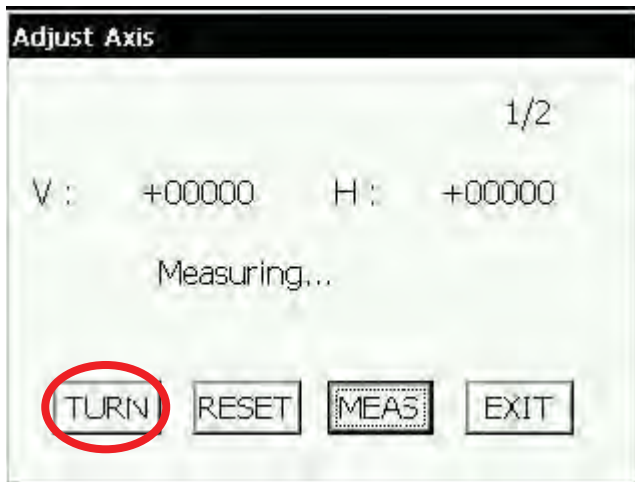 Adjust Axis
1/2
V : +00000 H : +00000
Measuring...
TURN RESET MEAS EXIT